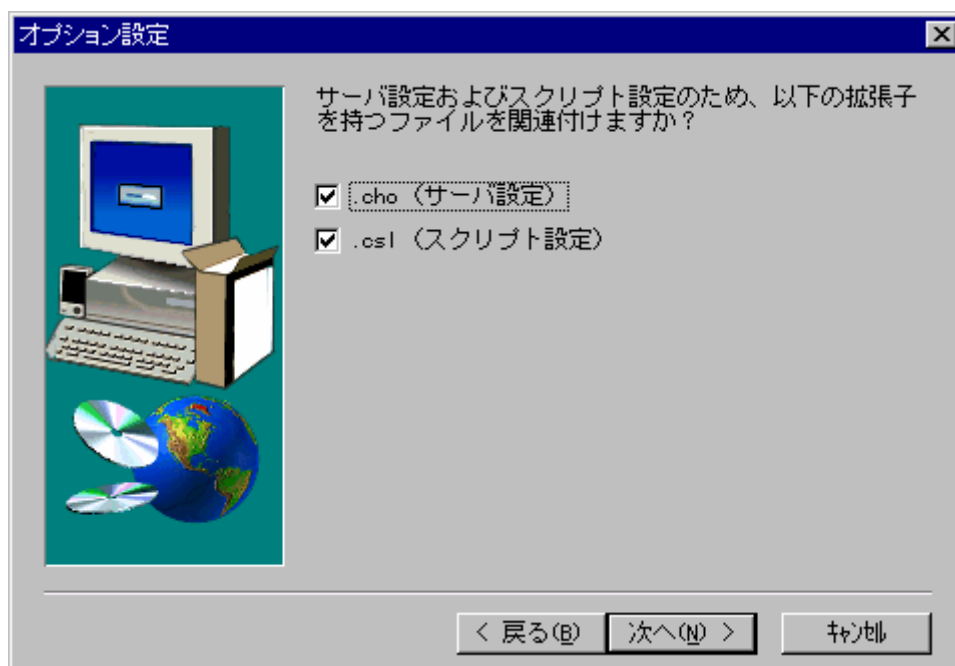 オプション設定
サーバ設定およびスクリプト設定のため、以下の拡張子
を持つファイルを関連付けますか？
.cho（サーバ設定）
.csl（スクリプト設定）
< 戻る(B)
次へ(N) >
ｷｬﾝｾﾙ